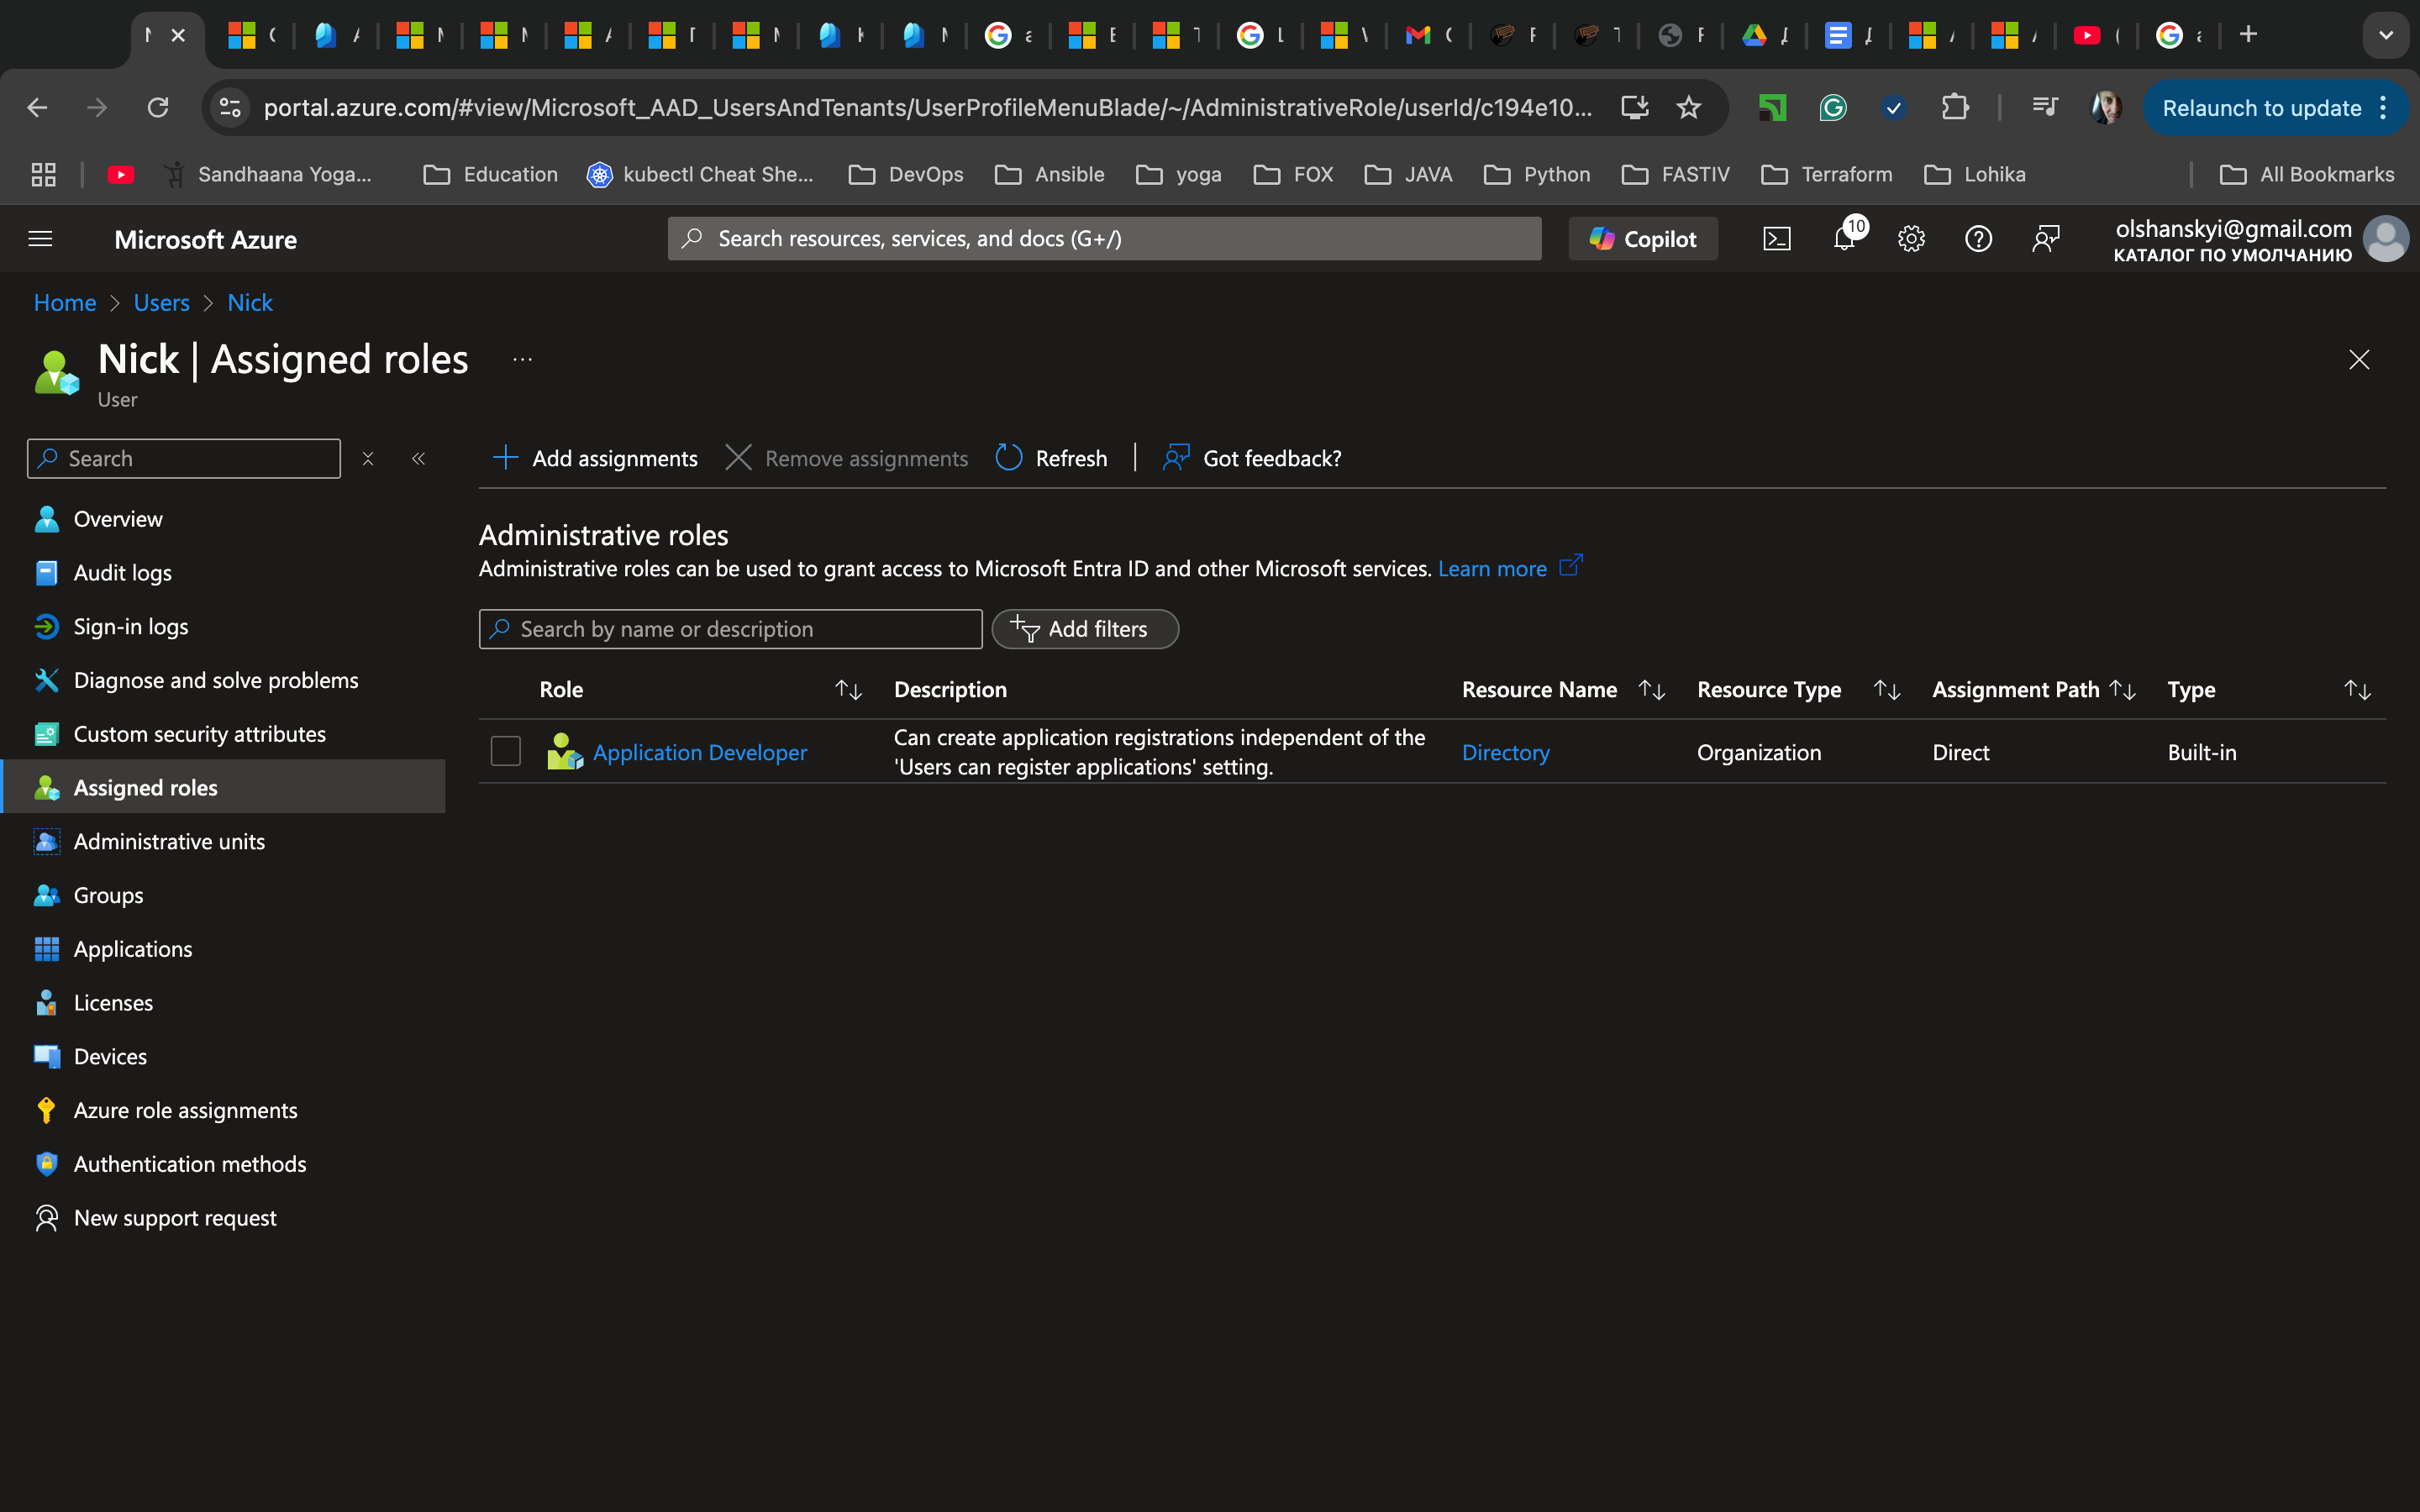 portal.azure.com/#view/Microsoft_AAD_UsersAndTenants/UserProfileMenuBlade/~/AdministrativeRole/userId/c194e10...
Relaunch to update
Sandhaana Yoga...
Education
kubectl Cheat She...
DevOps
Ansible
yoga
FOX
JAVA
Python
FASTIV
Terraform
Lohika
All Bookmarks
Microsoft Azure
Search resources, services, and docs (G+/)
Copilot
10
olshanskyi@gmail.com
КАТАЛОГ ПО УМОЛЧАНИЮ
Home > Users > Nick
Nick | Assigned roles
...
User
Search
Add assignments
Remove assignments
Refresh
Got feedback?
Overview
Audit logs
Sign-in logs
Diagnose and solve problems
Custom security attributes
Assigned roles
Administrative units
Groups
Applications
Licenses
Devices
Azure role assignments
Authentication methods
New support request
Administrative roles
Administrative roles can be used to grant access to Microsoft Entra ID and other Microsoft services. Learn more
Search by name or description
Add filters
Role
Description
Resource Name
Resource Type
Assignment Path
Type
Application Developer
Can create application registrations independent of the
'Users can register applications' setting.
Directory
Organization
Direct
Built-in